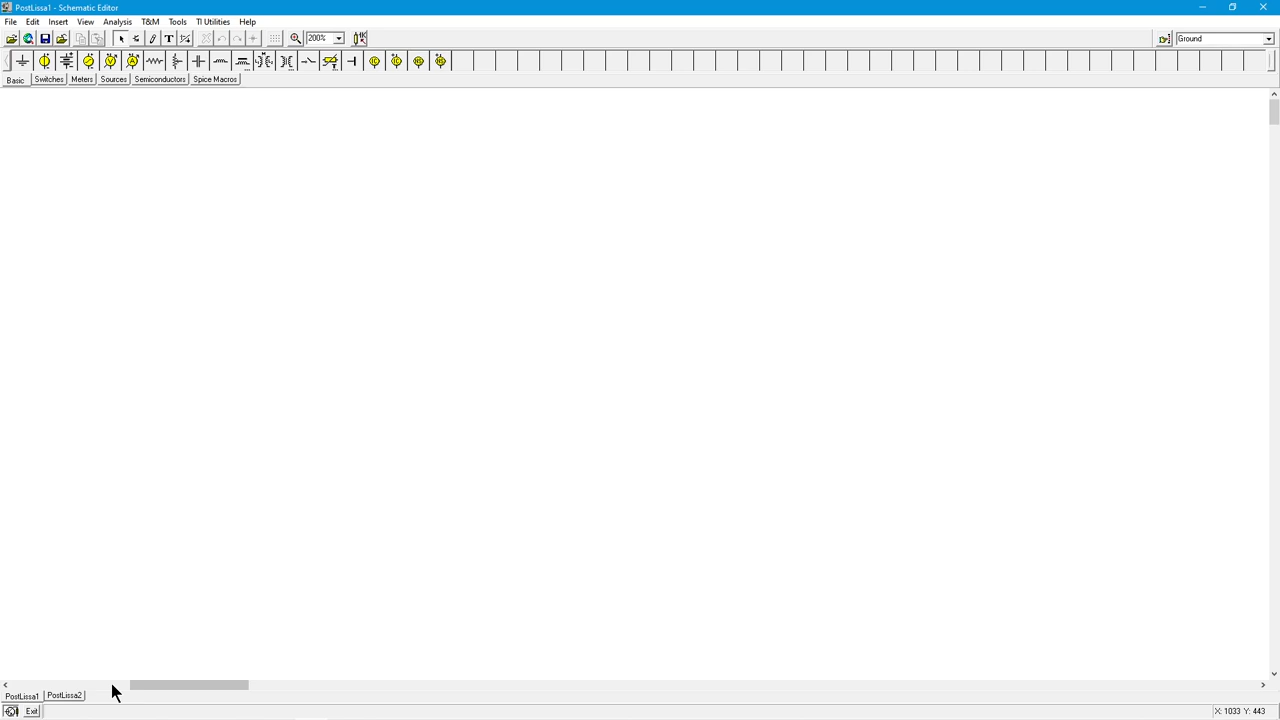 PostLissa1 - Schematic Editor
File Edit Insert View Analysis T&M Tools TI Utilities Help
T 200% Ground
Basic Switches Meters Sources Semiconductors Spice Macros
PostLissa1 PostLissa2
Exit X: 1033 Y: 443